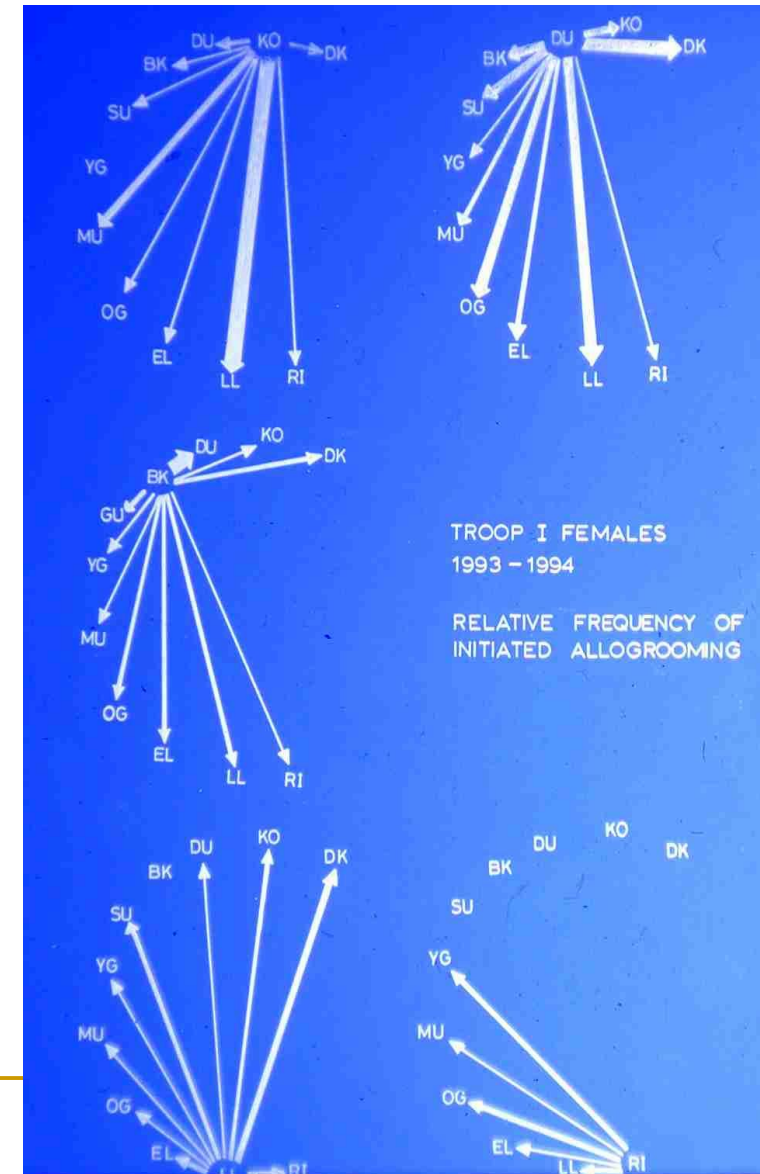 DU KO DK
BK
SU
YG
MU
OG
EL
LL RI
KO
DU DK
BK
SU
YG
MU
OG
EL
LL RI
KO
DU DK
BK
GU
YG
MU
OG
EL
LL RI
TROOP I FEMALES
1993 – 1994
RELATIVE FREQUENCY OF
INITIATED ALLOGROOMING
DU KO DK
BK
SU
YG
MU
OG
EL
LL RI
KO
DU DK
BK
SU
YG
MU
OG
EL
LL RI